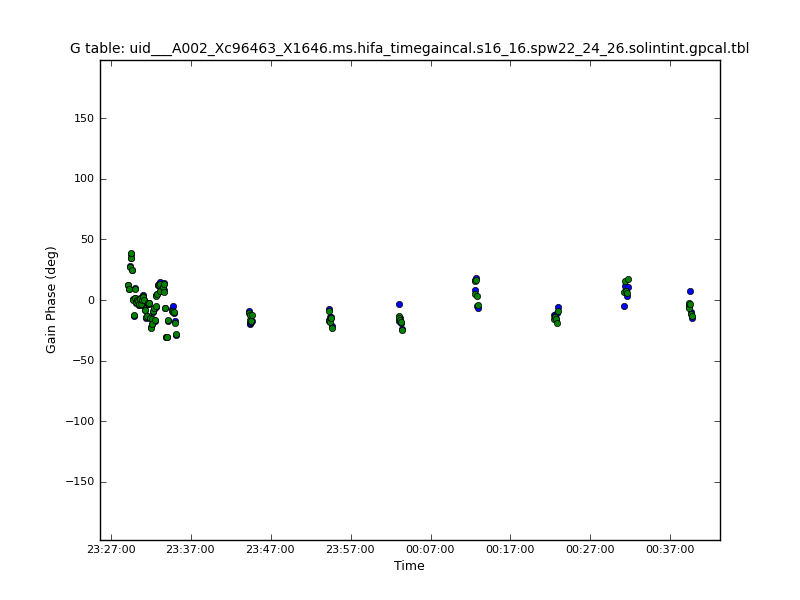 G table: uid___A002_Xc96463_X1646.ms.hifa_timegaincal.s16_16.spw22_24_26.solintint.gpcal.tbl
150
100
50
0
−50
−100
−150
Gain Phase (deg)
23:27:00 23:37:00 23:47:00 23:57:00 00:07:00 00:17:00 00:27:00 00:37:00
Time